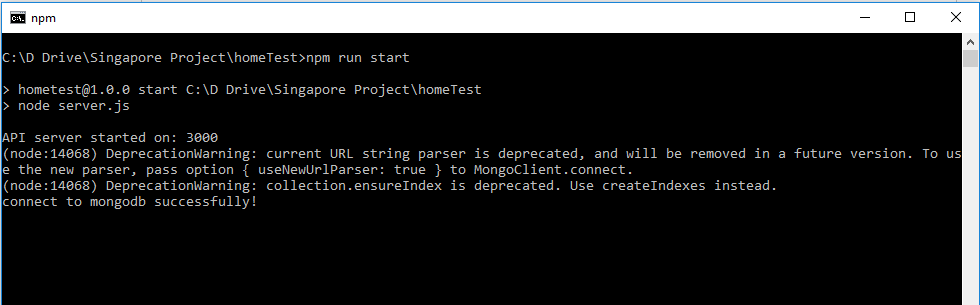 npm
C:\D Drive\Singapore Project\homeTest>npm run start
> hometest@1.0.0 start C:\D Drive\Singapore Project\homeTest
> node server.js
API server started on: 3000
(node:14068) DeprecationWarning: current URL string parser is deprecated, and will be removed in a future version. To us
e the new parser, pass option { useNewUrlParser: true } to MongoClient.connect.
(node:14068) DeprecationWarning: collection.ensureIndex is deprecated. Use createIndexes instead.
connect to mongodb successfully!